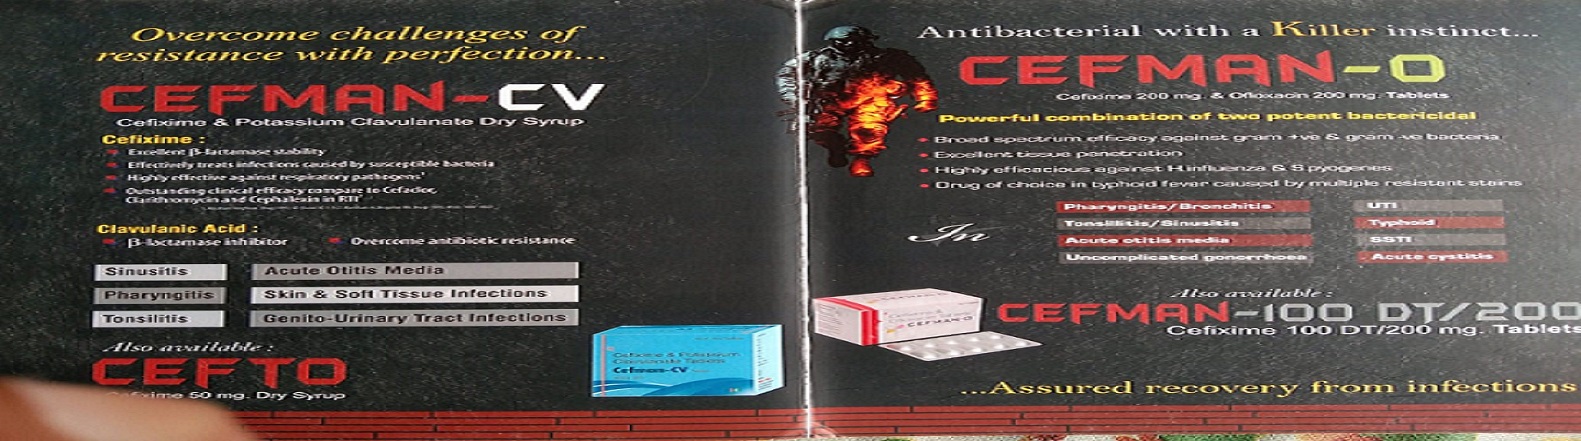 Overcome challenges of
resistance with perfection...
CEFMAN-CV
Cefixime & Potassium Clavulanate Dry Syrup
Cefixime :
Excellent β-lactamase stability
Effectively treats infections caused by susceptible bacteria
Highly effective against respiratory pathogens
Outstanding clinical efficacy compare to Cefaclor,
Clarithromycin and Cephalexin in RTI
Clavulanic Acid :
β-lactamase inhibitor
Overcome antibiotic resistance
Sinusitis
Acute Otitis Media
Pharyngitis
Skin & Soft Tissue Infections
Tonsilitis
Genito-Urinary Tract Infections
Also available :
CEFTO
Cefixime 50 mg. Dry Syrup
Cefixime & Potassium
Clavulanate Tablets
Cefman-CV
Antibacterial with a Killer instinct...
CEFMAN-O
Cefixime 200 mg. & Ofloxacin 200 mg. Tablets
Powerful combination of two potent bactericidal
Broad spectrum efficacy against gram +ve & gram -ve bacteria
Excellent tissue penetration
Highly efficacious against H.influenza & S.pyogenes
Drug of choice in typhoid fever caused by multiple resistant stains
In
Pharyngitis/Bronchitis
UTI
Tonsillitis/Sinusitis
Typhoid
Acute otitis media
SSTI
Uncomplicated gonorrhoea
Acute cystitis
Also available :
CEFMAN-100 DT/200
Cefixime 100 DT/200 mg. Tablets
CEFMAN-O
...Assured recovery from infections